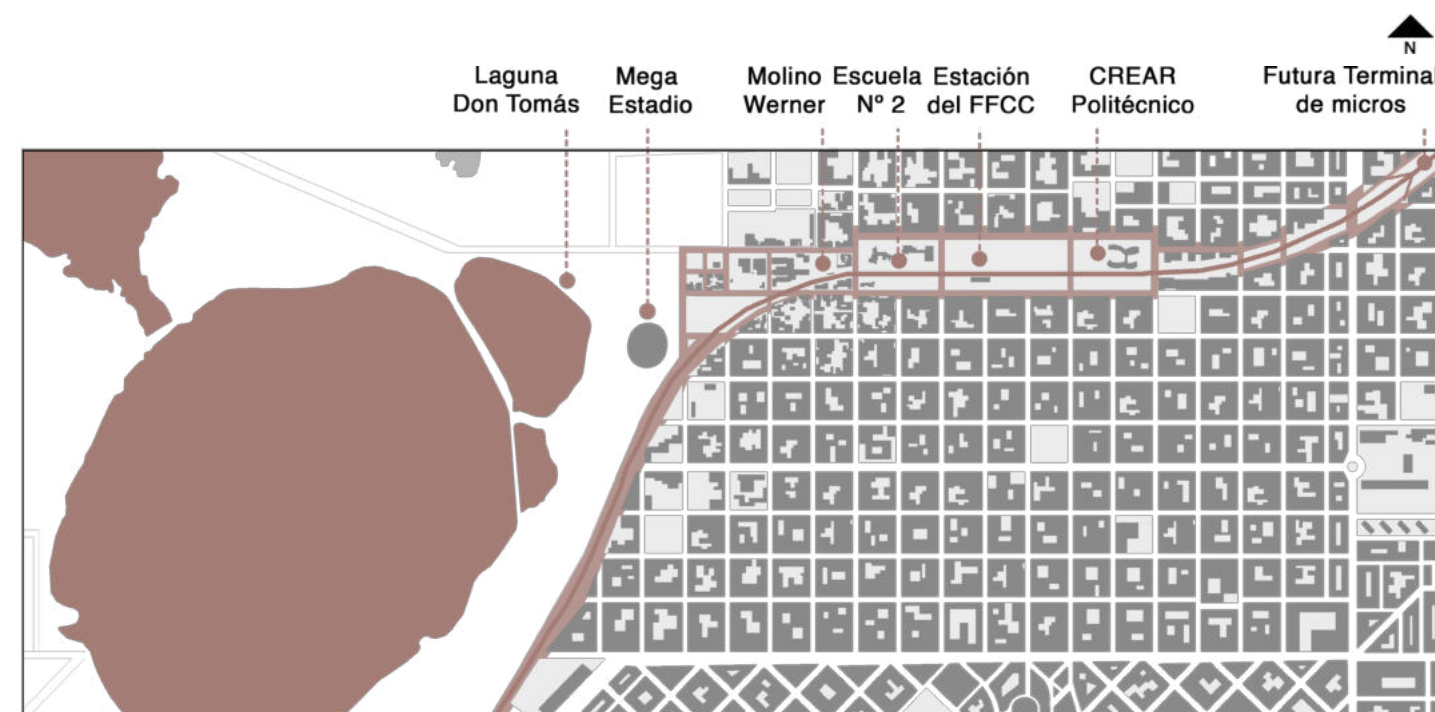 N
Laguna
Don Tomás
Mega
Estadio
Molino
Werner
Escuela
Nº 2
Estación
del FFCC
CREAR
Politécnico
Futura Terminal
de micros